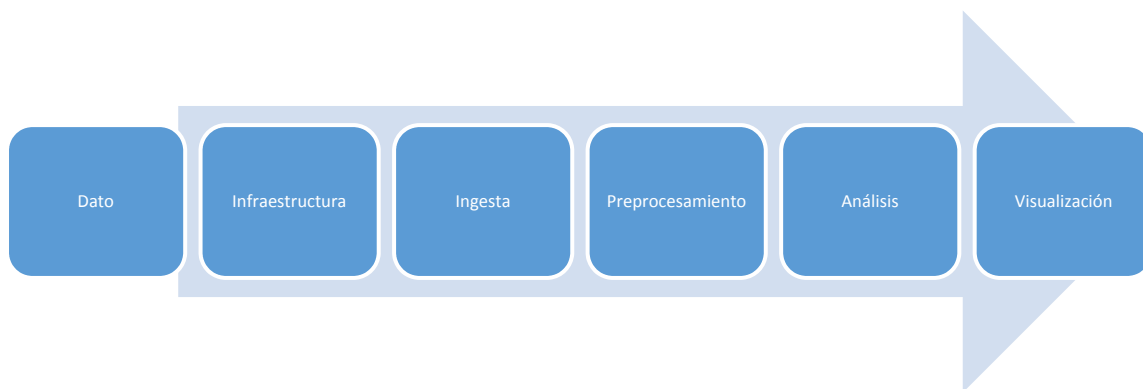 Dato
Infraestructura
Ingesta
Preprocesamiento
Análisis
Visualización